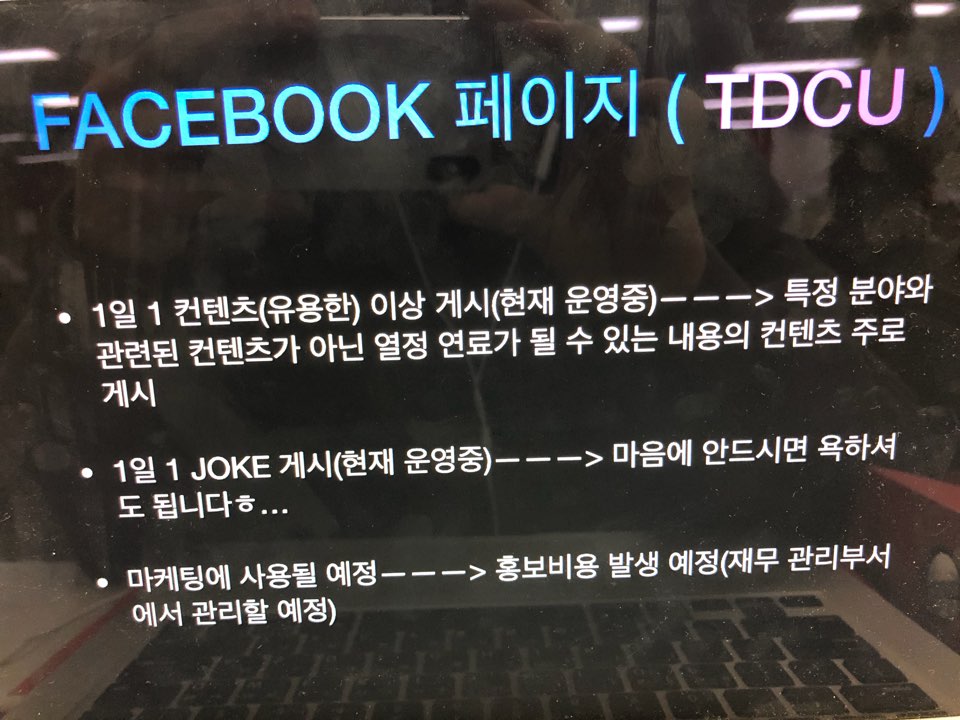 FACEBOOK 페이지 ( TDCU )
• 1일 1 컨텐츠(유용한) 이상 게시(현재 운영중)ㅡㅡㅡ> 특정 분야와
관련된 컨텐츠가 아닌 열정 연료가 될 수 있는 내용의 컨텐츠 주로
게시
• 1일 1 JOKE 게시(현재 운영중)ㅡㅡㅡ> 마음에 안드시면 욕하셔
도 됩니다ㅎ...
• 마케팅에 사용될 예정ㅡㅡㅡ> 홍보비용 발생 예정(재무 관리부서
에서 관리할 예정)